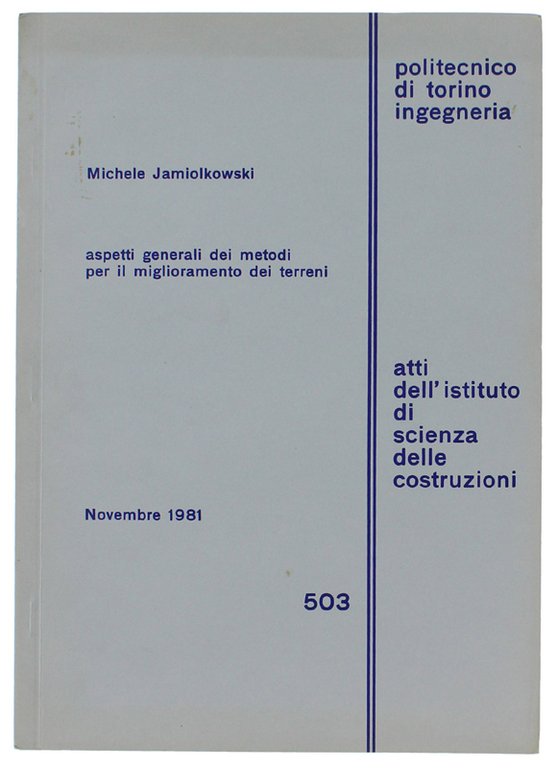 politecnico
di torino
ingegneria
Michele Jamiolkowski
aspetti generali dei metodi
per il miglioramento dei terreni
atti
dell'istituto
di
scienza
delle
costruzioni
Novembre 1981
503